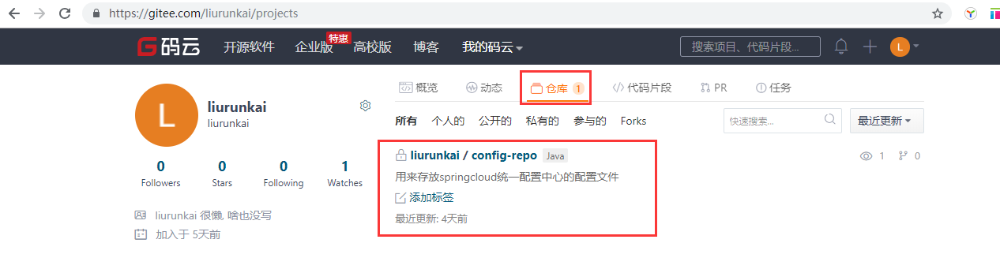 https://gitee.com/liurunkai/projects
码云 开源软件 企业版 特惠 高校版 博客 我的码云 搜索项目、代码片段... L
概览 动态 仓库 1 代码片段 PR 任务
L
liurunkai
liurunkai
所有 个人的 公开的 私有的 参与的 Forks 快速搜索... 最近更新
liurunkai / config-repo Java 1 0
用来存放springcloud统一配置中心的配置文件
添加标签
最近更新: 4天前
0 0 0 1
Followers Stars Following Watches
liurunkai 很懒, 啥也没写
加入于 5天前